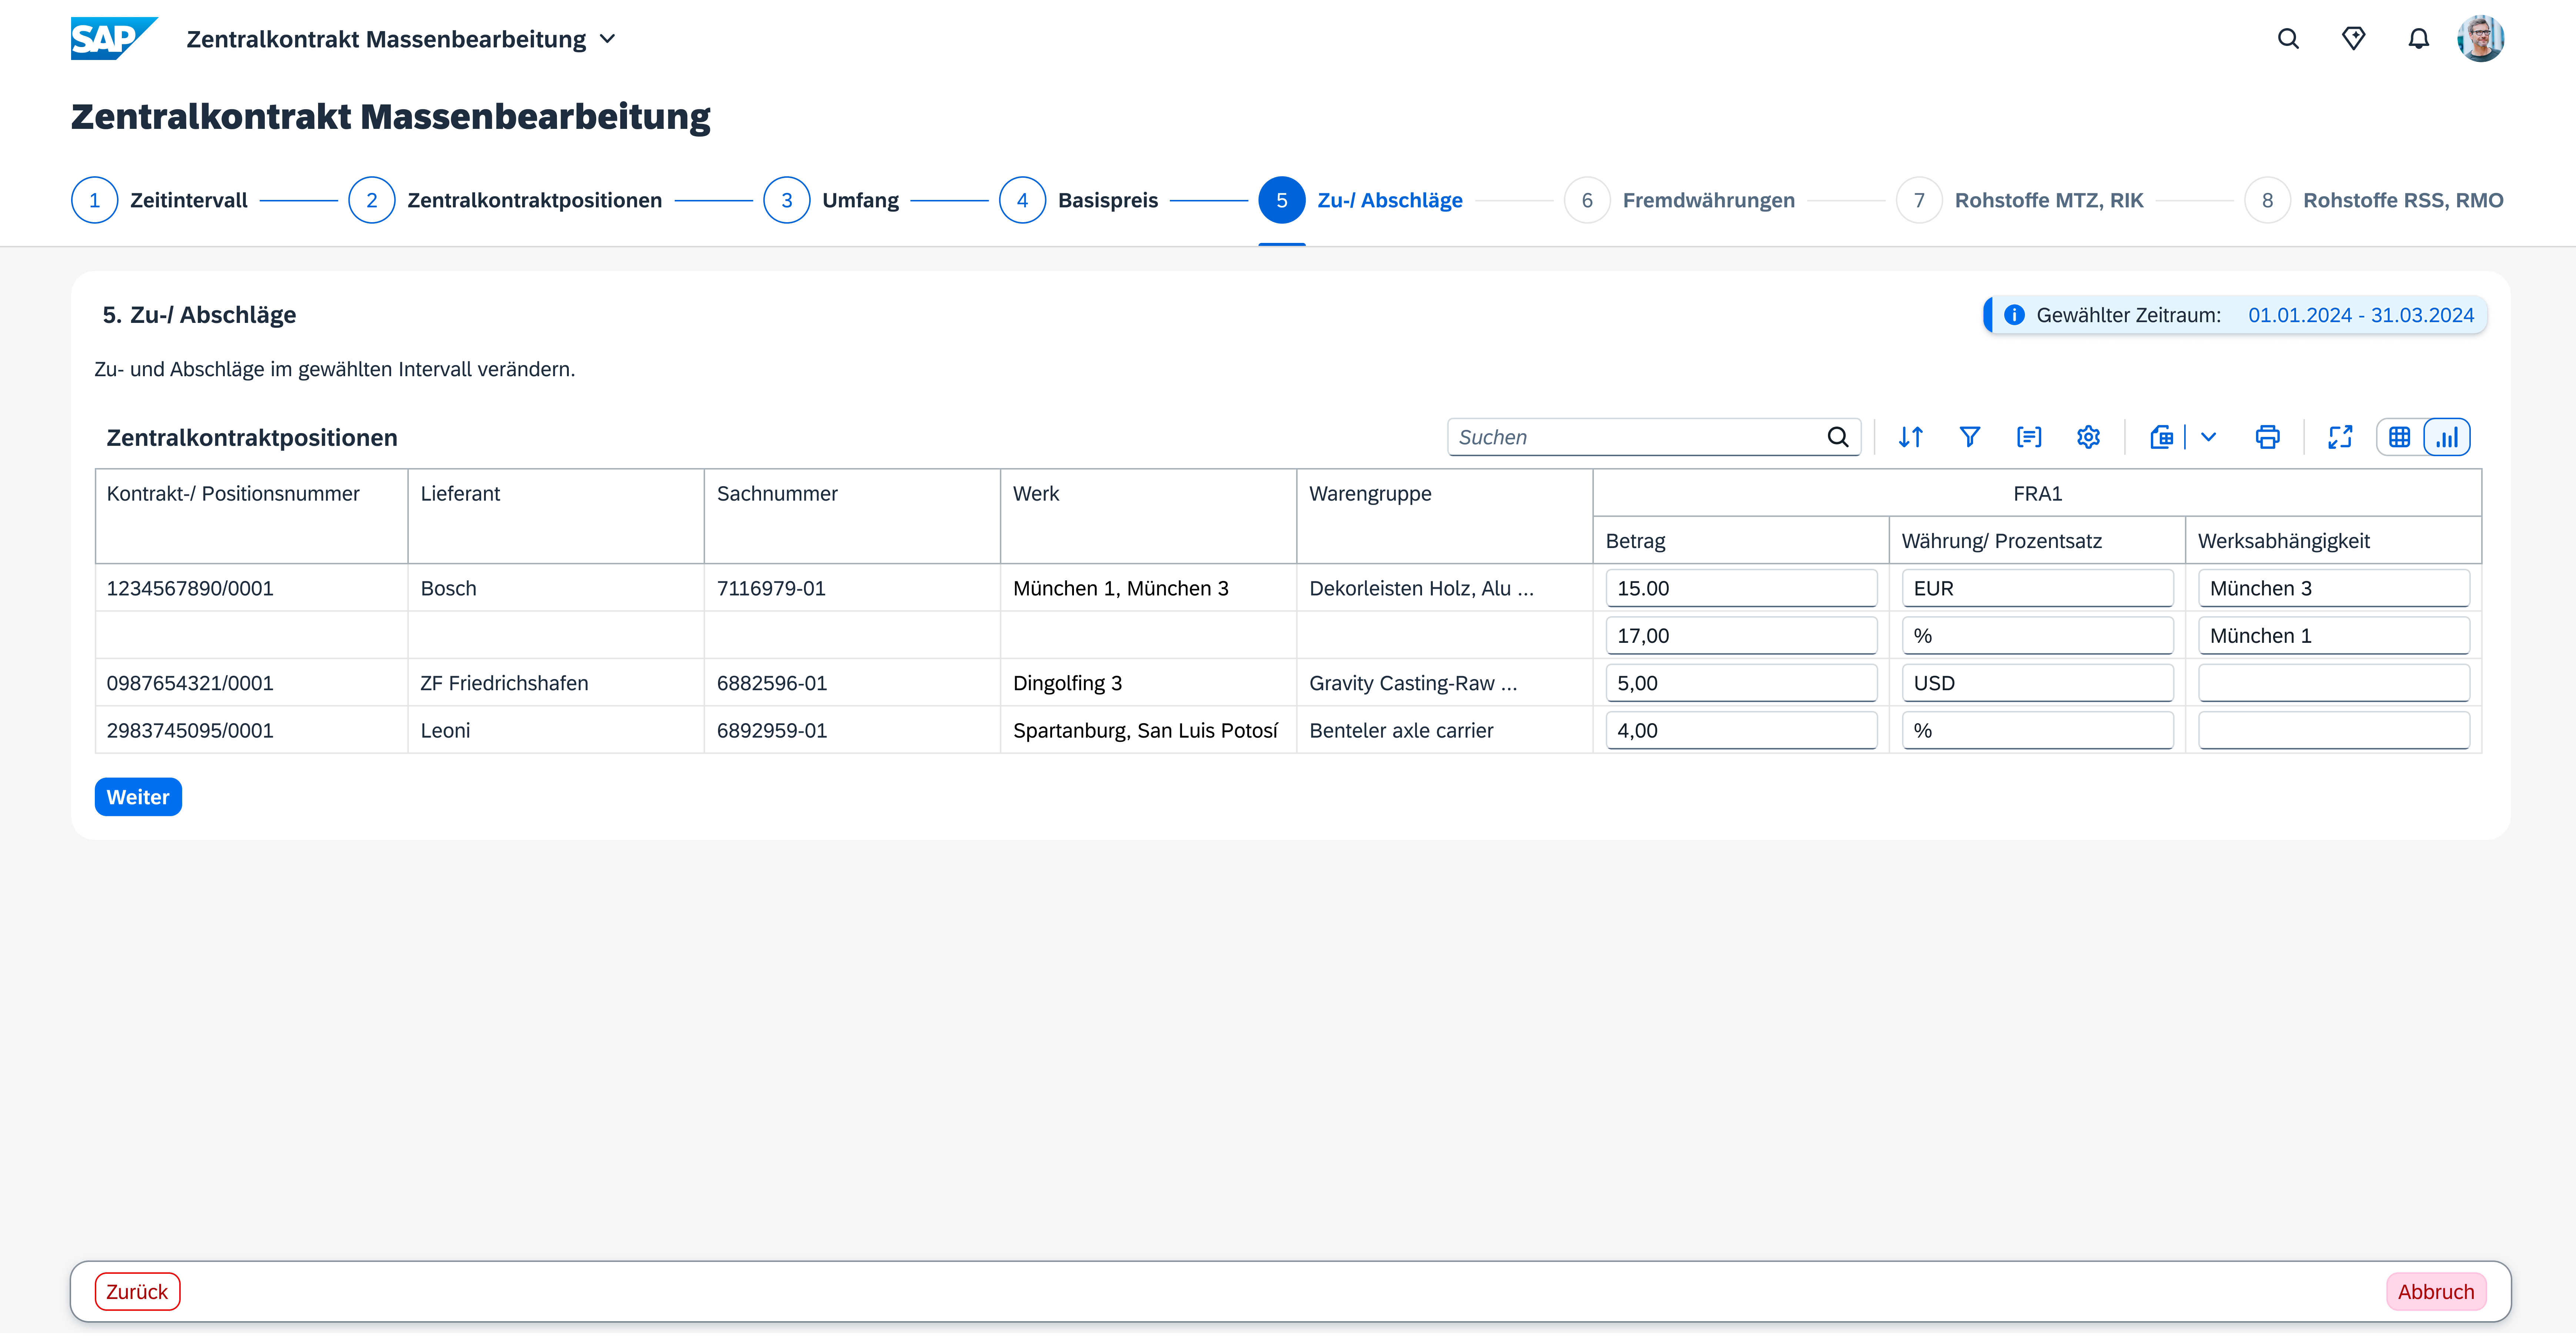 SAP Zentralkontrakt Massenbearbeitung
Zentralkontrakt Massenbearbeitung
1 Zeitintervall 2 Zentralkontraktpositionen 3 Umfang 4 Basispreis 5 Zu-/ Abschläge 6 Fremdwährungen 7 Rohstoffe MTZ, RIK 8 Rohstoffe RSS, RMO
5. Zu-/ Abschläge Gewählter Zeitraum: 01.01.2024 - 31.03.2024
Zu- und Abschläge im gewählten Intervall verändern.
Zentralkontraktpositionen Suchen
Kontrakt-/ Positionsnummer Lieferant Sachnummer Werk Warengruppe FRA1
Betrag Währung/ Prozentsatz Werksabhängigkeit
1234567890/0001 Bosch 7116979-01 München 1, München 3 Dekorleisten Holz, Alu ... 15.00 EUR München 3
17,00 % München 1
0987654321/0001 ZF Friedrichshafen 6882596-01 Dingolfing 3 Gravity Casting-Raw ... 5,00 USD
2983745095/0001 Leoni 6892959-01 Spartanburg, San Luis Potosí Benteler axle carrier 4,00 %
Weiter
Zurück Abbruch